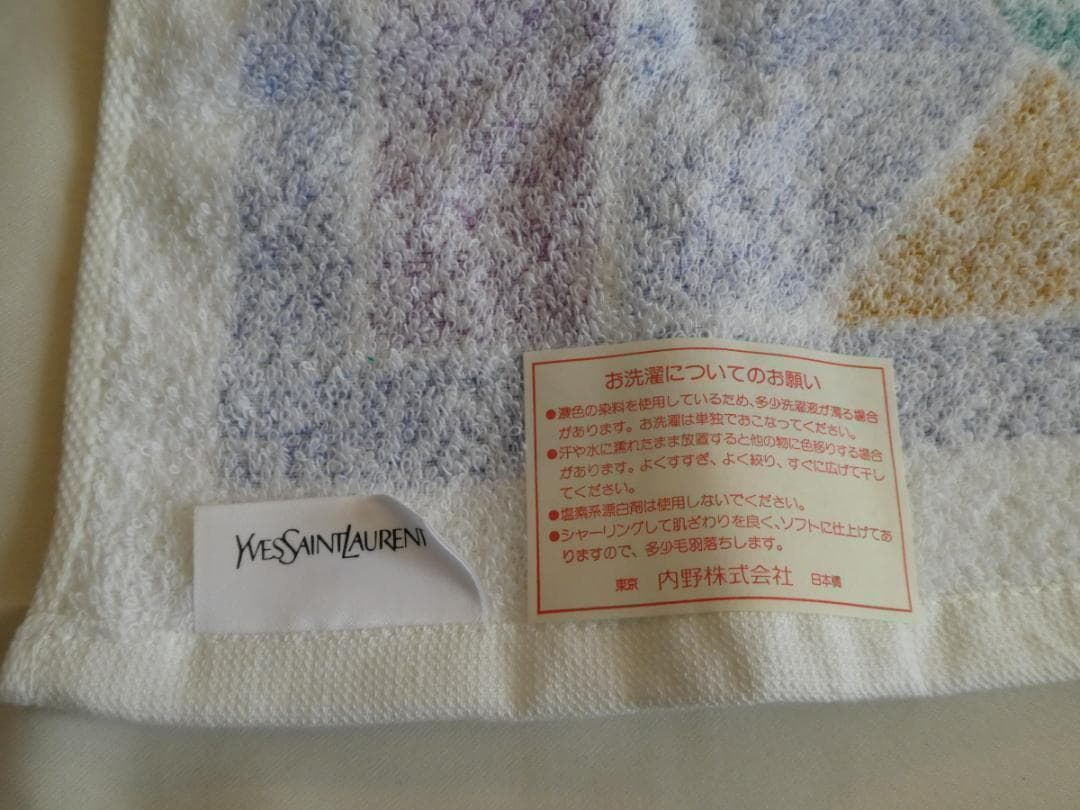 YVESSAINTLAURENT
お洗濯についてのお願い
●濃色の染料を使用しているため、多少洗濯液が濁る場合
があります。お洗濯は単独でおこなってください。
●汗や水に濡れたまま放置すると他の物に色移りする場合
があります。よくすすぎ、よく絞り、すぐに広げて干し
てください。
●塩素系漂白剤は使用しないでください。
●シャーリングして肌ざわりを良く、ソフトに仕上げてあ
りますので、多少毛羽落ちします。
東京 内野株式会社 日本橋